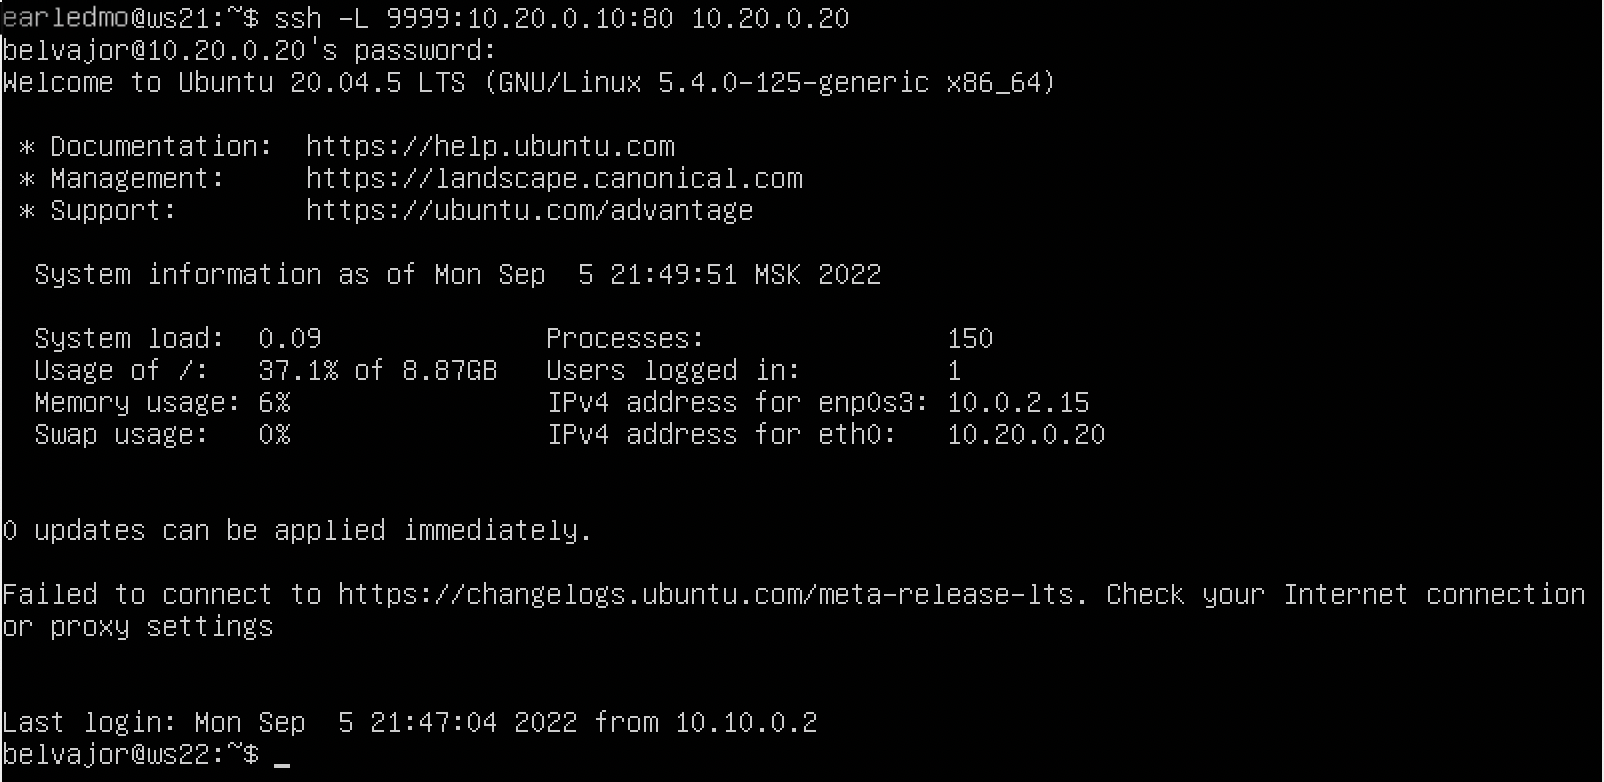 earledmo@ws21:~$ ssh -L 9999:10.20.0.10:80 10.20.0.20
belvajor@10.20.0.20's password:
Welcome to Ubuntu 20.04.5 LTS (GNU/Linux 5.4.0-125-generic x86_64)
* Documentation:  https://help.ubuntu.com
* Management:     https://landscape.canonical.com
* Support:        https://ubuntu.com/advantage
System information as of Mon Sep  5 21:49:51 MSK 2022
System load:  0.09              Processes:               150
Usage of /:   37.1% of 8.87GB   Users logged in:         1
Memory usage: 6%                IPv4 address for enp0s3: 10.0.2.15
Swap usage:   0%                IPv4 address for eth0:   10.20.0.20
0 updates can be applied immediately.
Failed to connect to https://changelogs.ubuntu.com/meta-release-lts. Check your Internet connection
or proxy settings
Last login: Mon Sep  5 21:47:04 2022 from 10.10.0.2
belvajor@ws22:~$ _